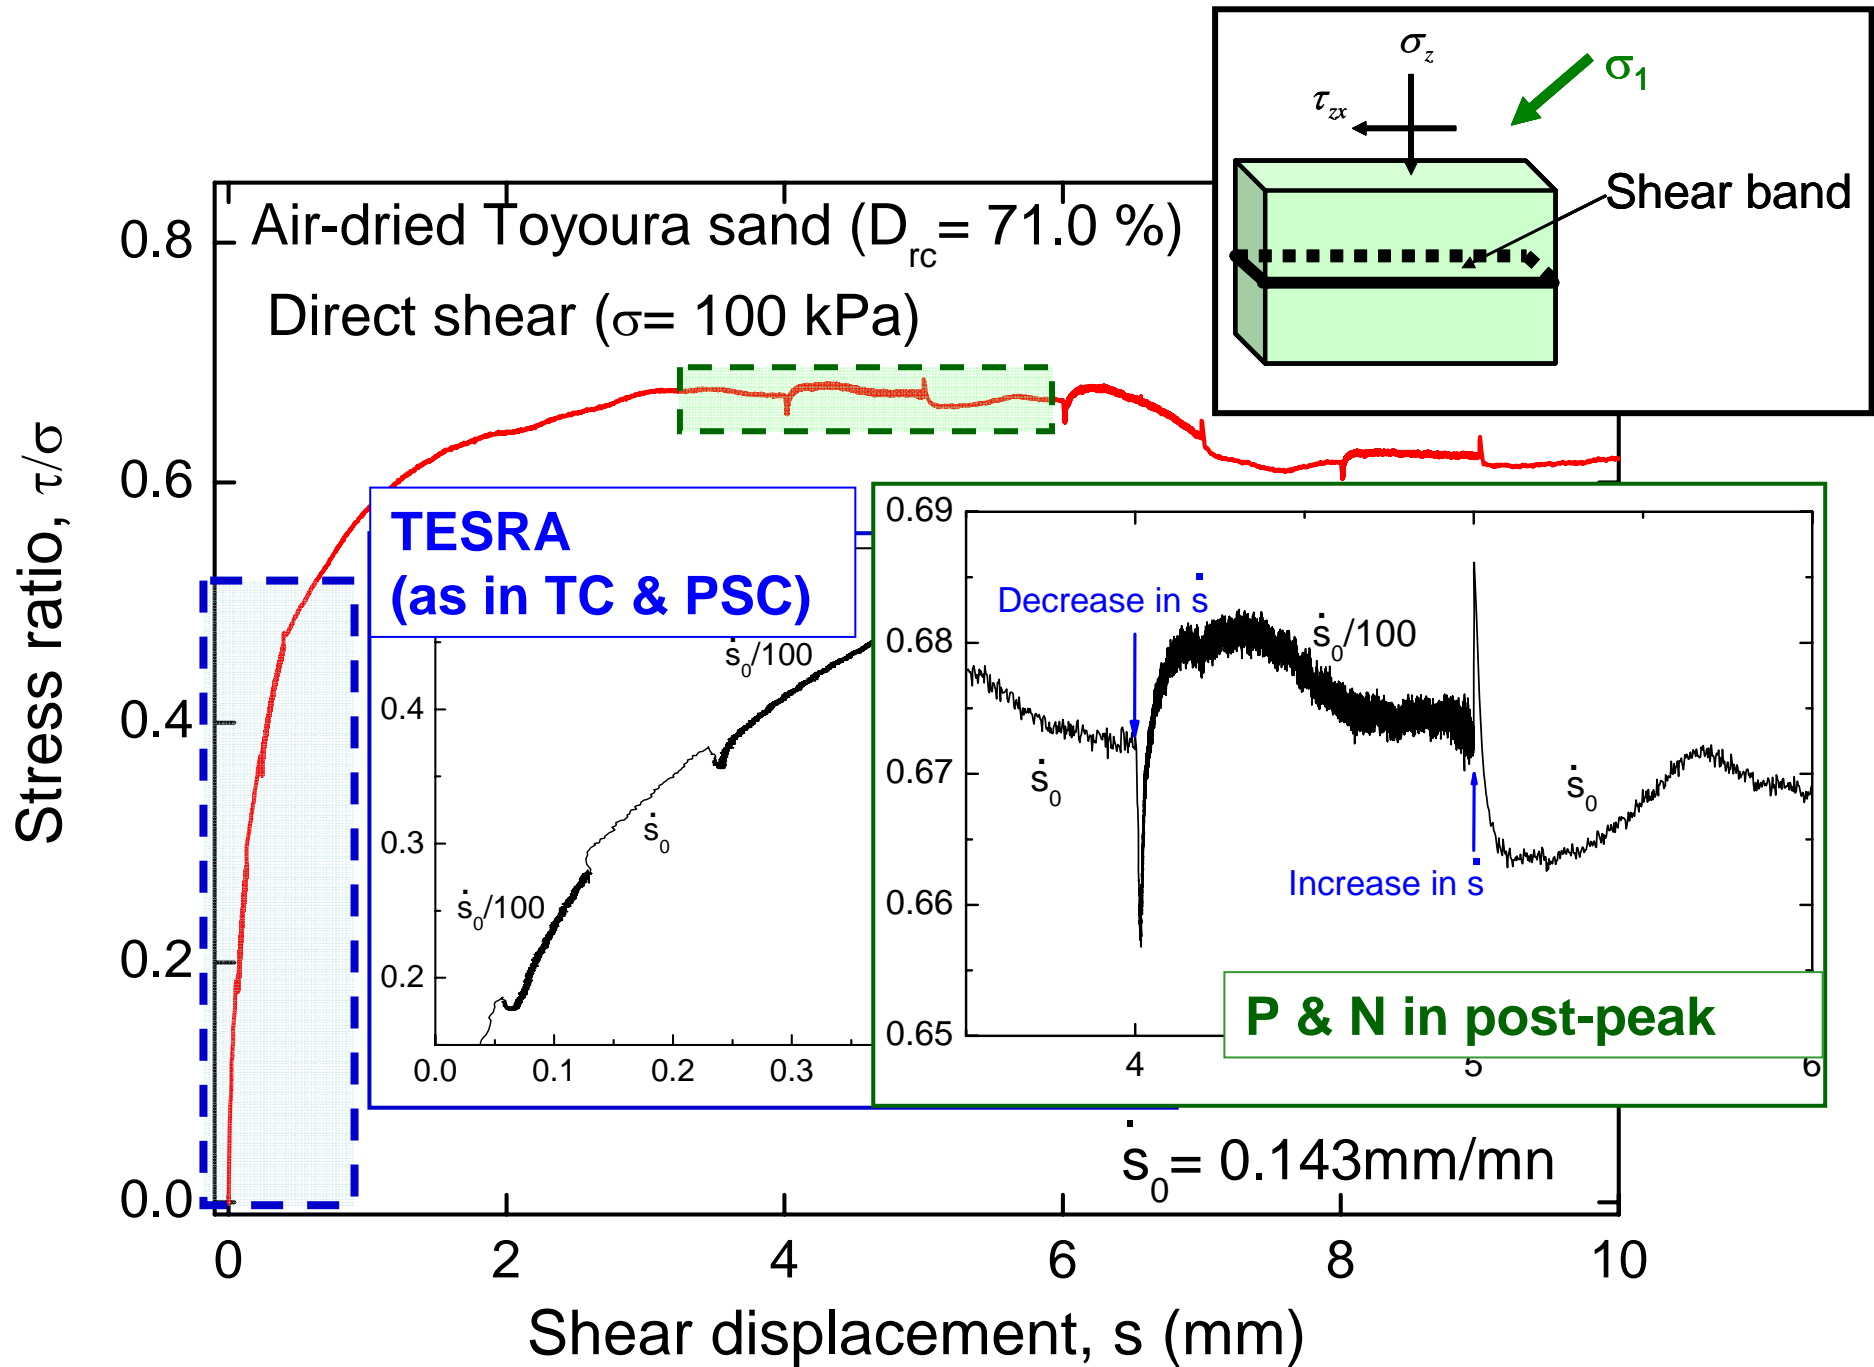 σz
σ1
τzx
Shear band
Air-dried Toyoura sand (Drc= 71.0 %)
Direct shear (σ= 100 kPa)
Stress ratio, τ/σ
0.8
0.6
0.4
0.2
0.0
TESRA
(as in TC & PSC)
ṡ0/100
0.4
0.3
0.2
ṡ0
ṡ0/100
0.0
0.1
0.2
0.3
0.69
0.68
0.67
0.66
0.65
Decrease in ṡ
ṡ0/100
ṡ0
ṡ0
Increase in ṡ
P & N in post-peak
4
5
6
ṡ0= 0.143mm/mn
0
2
4
6
8
10
Shear displacement, s (mm)